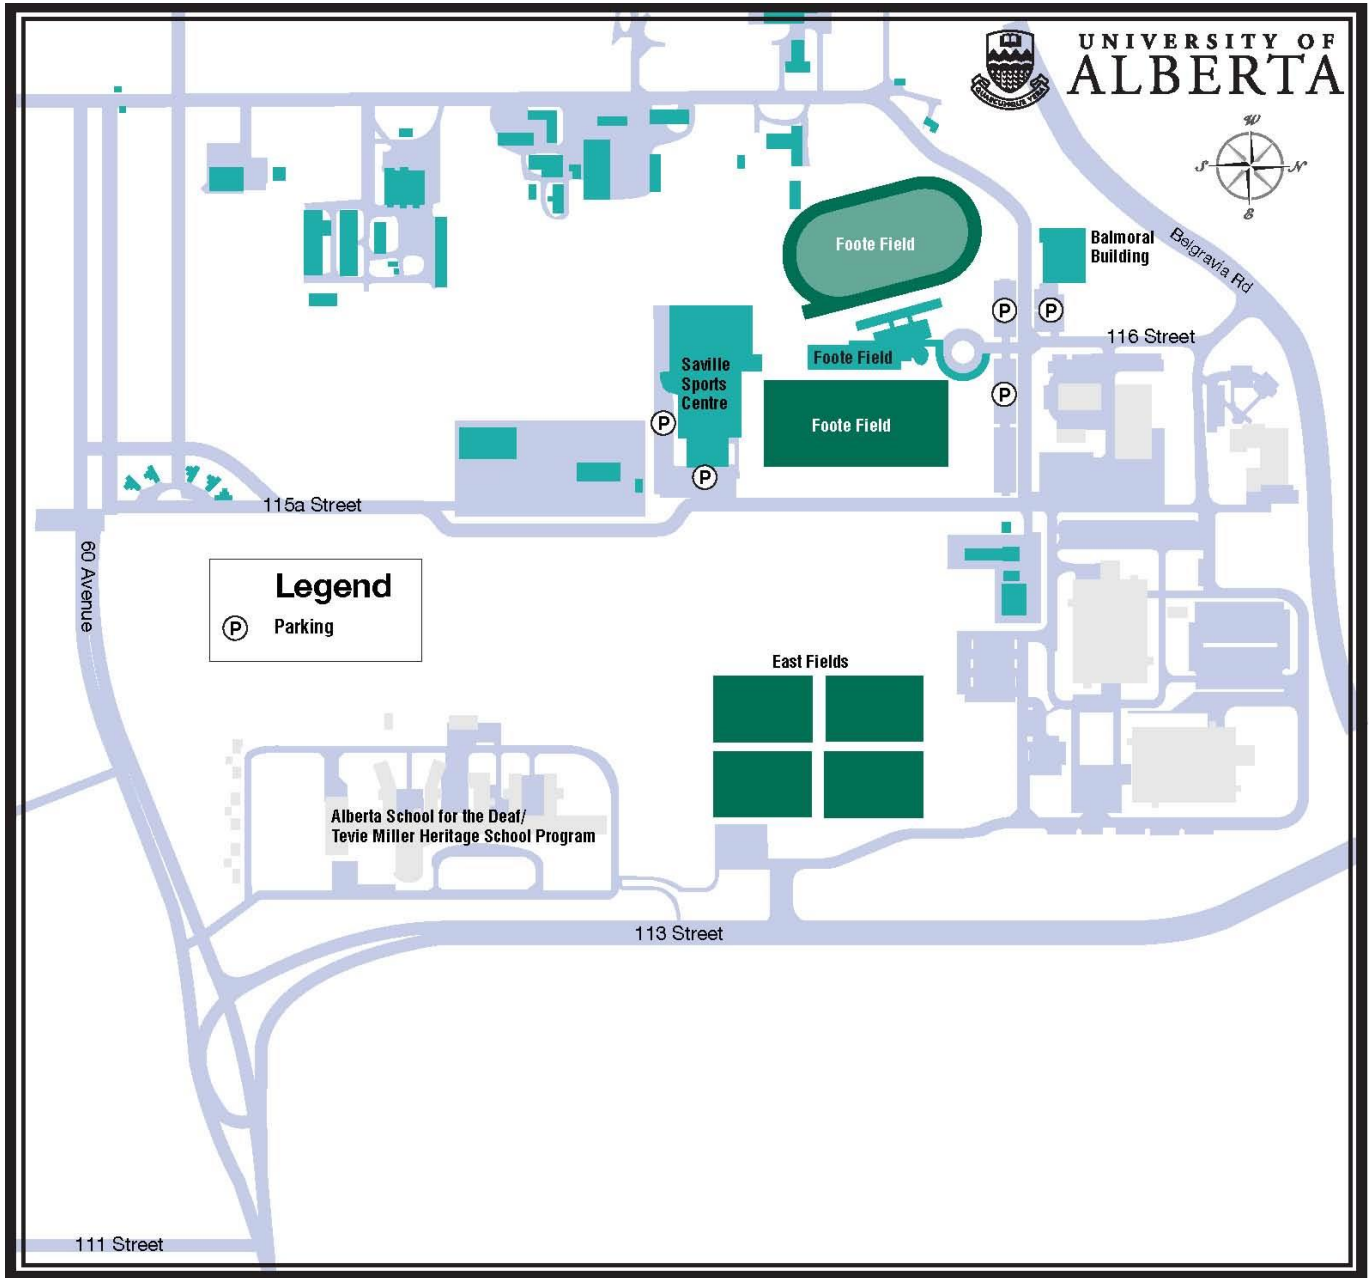 UNIVERSITY OF
ALBERTA
QUAECUMQUE VERA
W
S
N
E
Foote Field
Balmoral
Building
Belgravia Rd
P
P
116 Street
Saville
Sports
Centre
Foote Field
P
Foote Field
P
P
115a Street
60 Avenue
Legend
P Parking
East Fields
Alberta School for the Deaf/
Tevie Miller Heritage School Program
113 Street
111 Street